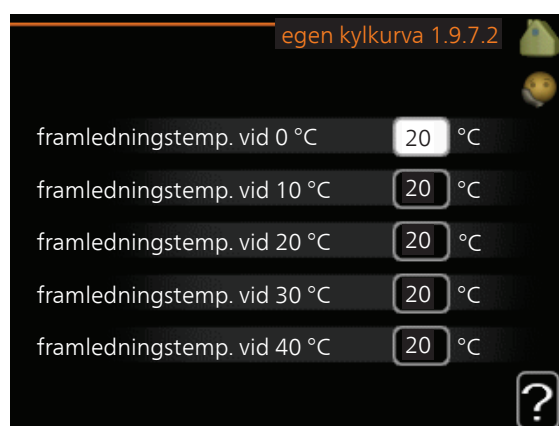 egen kylkurva 1.9.7.2
framledningstemp. vid 0 °C 20 °C
framledningstemp. vid 10 °C 20 °C
framledningstemp. vid 20 °C 20 °C
framledningstemp. vid 30 °C 20 °C
framledningstemp. vid 40 °C 20 °C
?